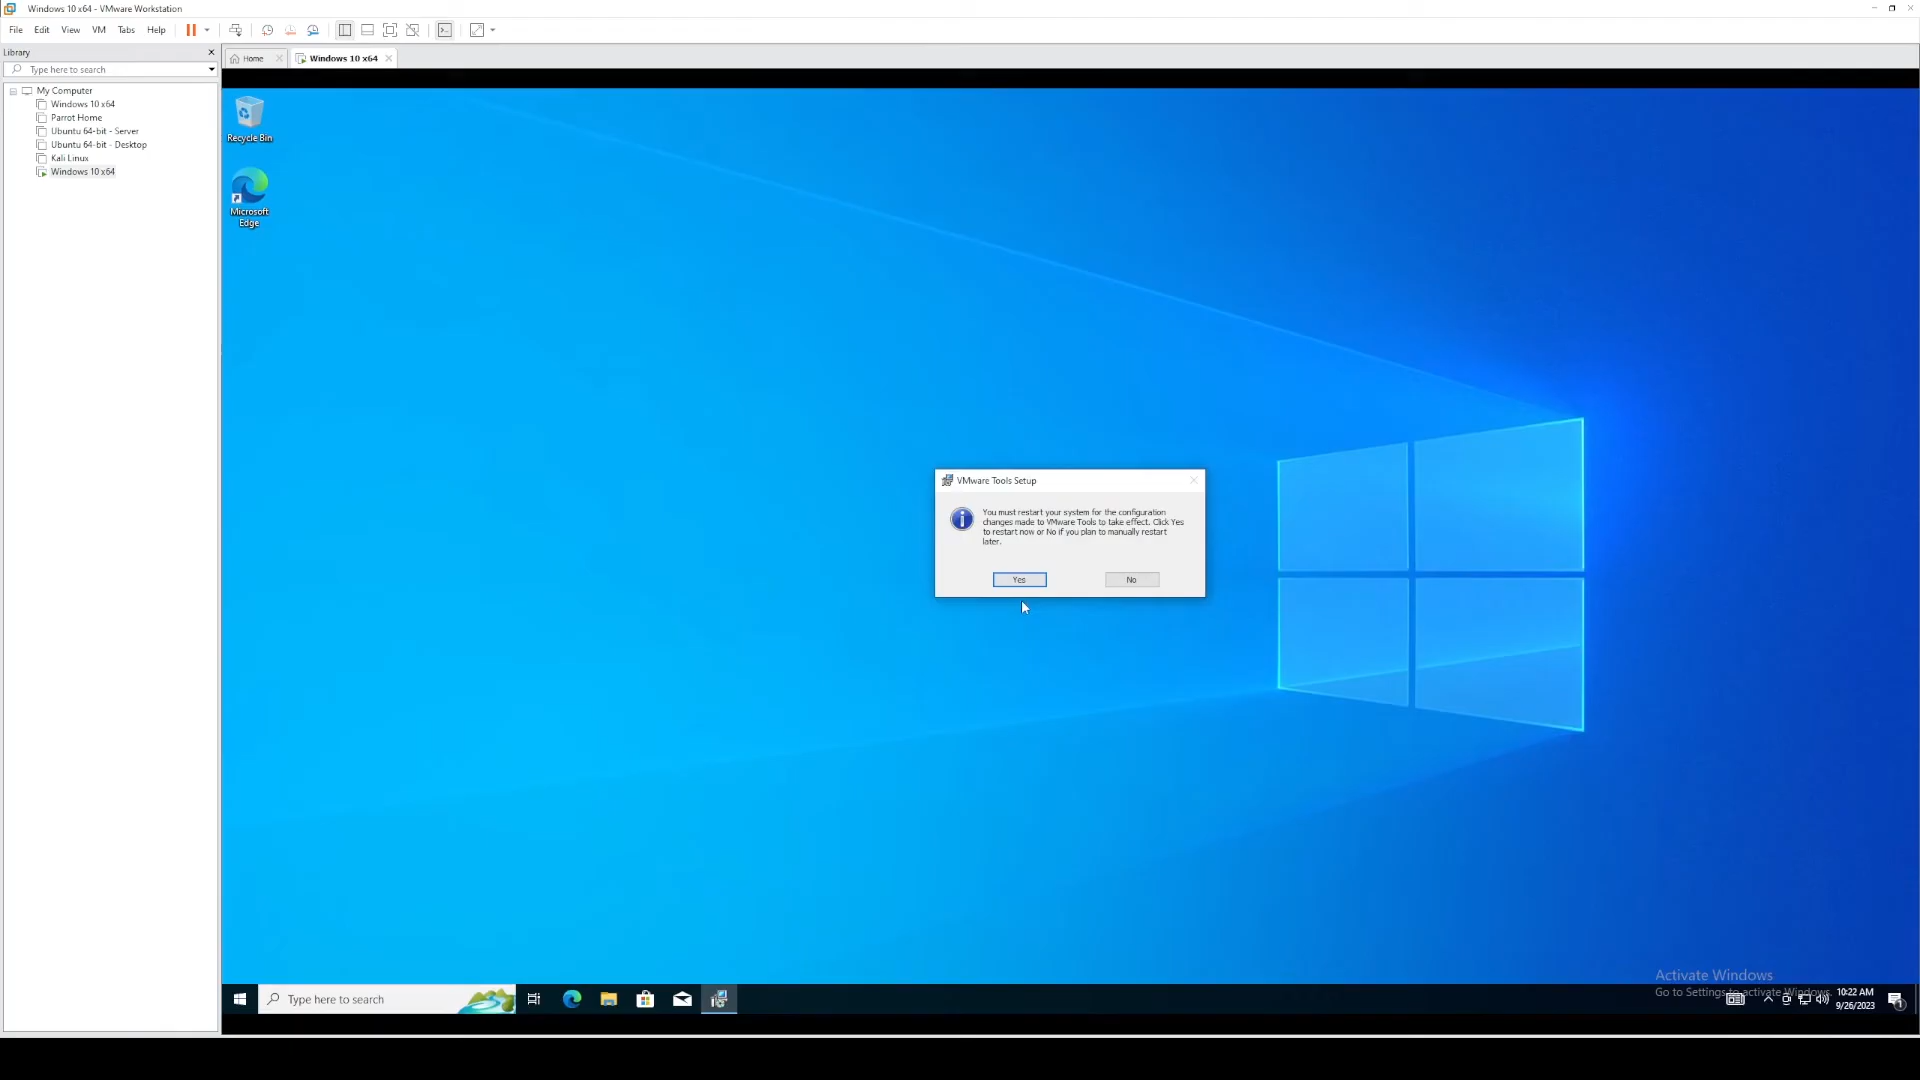 Windows 10 x64 - VMware Workstation
File Edit View VM Tabs Help
Library
Type here to search
Home
Windows 10 x64
My Computer
Windows 10 x64
Parrot Home
Ubuntu 64-bit - Server
Ubuntu 64-bit - Desktop
Kali Linux
Windows 10 x64
Recycle Bin
Microsoft
Edge
VMware Tools Setup
You must restart your system for the configuration
changes made to VMware Tools to take effect. Click Yes
to restart now or No if you plan to manually restart
later.
Yes
No
Activate Windows
Go to Settings to activate Windows.
Type here to search
10:22 AM
9/26/2023
1